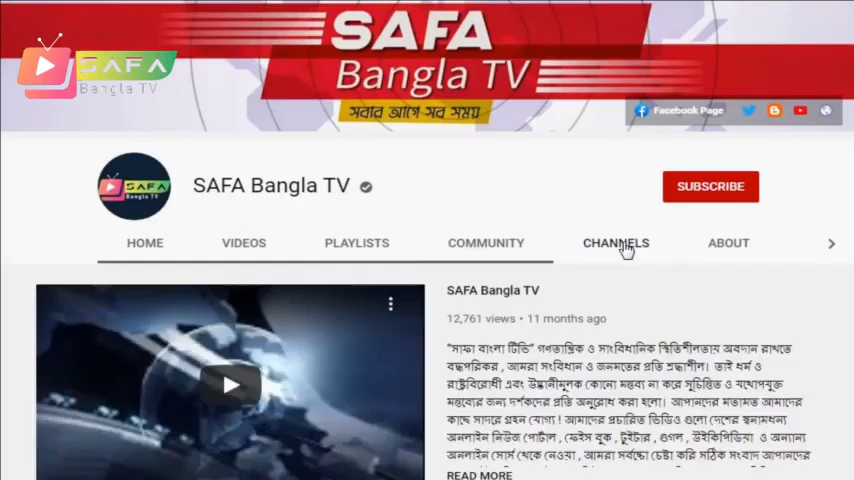 SAFA
Bangla TV
সবার আগে সব সময়
SAFA
Bangla TV
Facebook Page
SAFA
Bangla TV
SAFA Bangla TV
SUBSCRIBE
HOME VIDEOS PLAYLISTS COMMUNITY CHANNELS ABOUT
SAFA Bangla TV
12,761 views • 11 months ago
"সাফা বাংলা টিভি" গণতান্ত্রিক ও সাংবিধানিক স্থিতিশীলতায় অবদান রাখতে
বদ্ধপরিকর , আমরা সংবিধান ও জনমতের প্রতি শ্রদ্ধাশীল। তাই ধর্ম ও
রাষ্ট্রবিরোধী এবং উষ্কানীমূলক কোনো মন্তব্য না করে সুচিন্তিত ও যথোপযুক্ত
মন্তব্যের জন্য দর্শকদের প্রতি অনুরোধ করা হলো। আপনাদের মতামত আমাদের
কাছে সাদরে গ্রহন যোগ্য ! আমাদের প্রচারিত ভিডিও গুলো দেশের স্বনামধন্য
অনলাইন নিউজ পোর্টাল , ফেইস বুক , টুইটার , গুগল , উইকিপিডিয়া ও অন্যান্য
অনলাইন সোর্স থেকে নেওয়া , আমরা সর্বচ্ছো চেষ্টা করি সঠিক সংবাদ আপনাদের
READ MORE